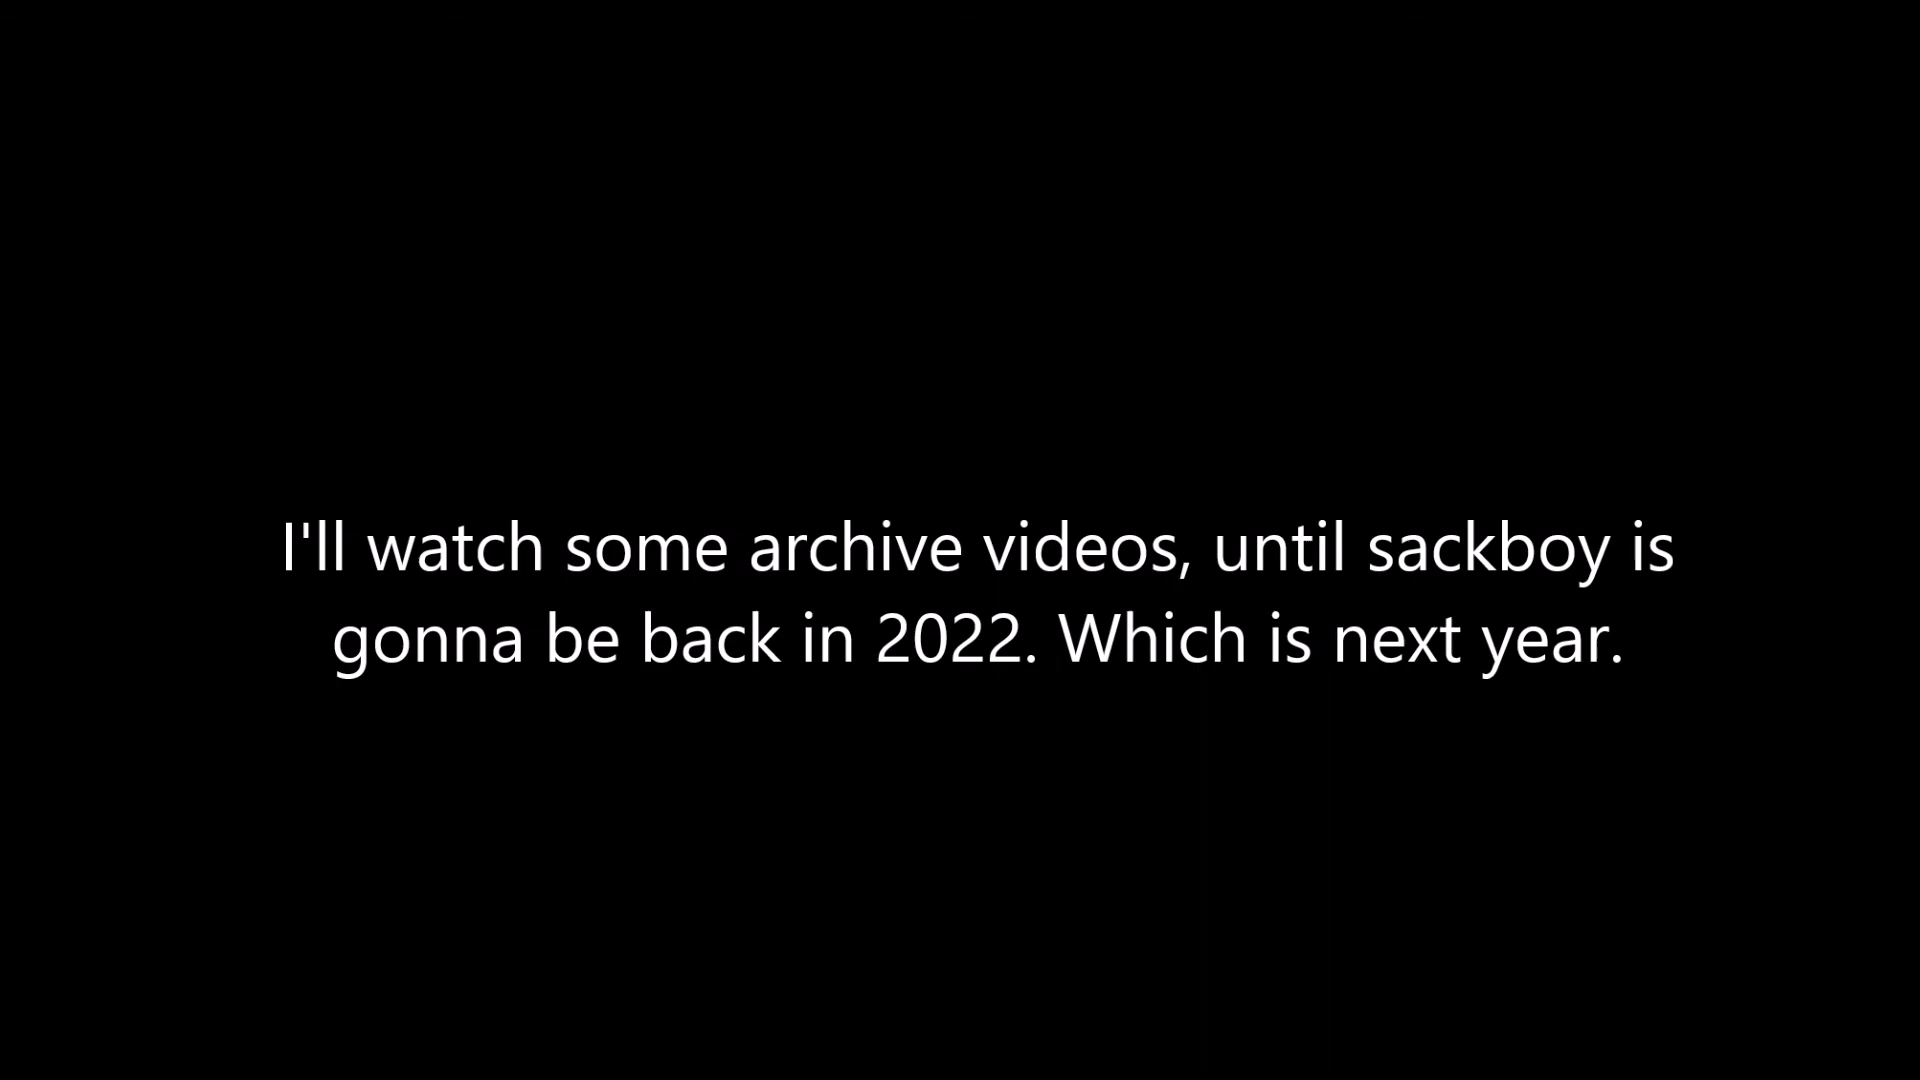 I'll watch some archive videos, until sackboy is
gonna be back in 2022. Which is next year.